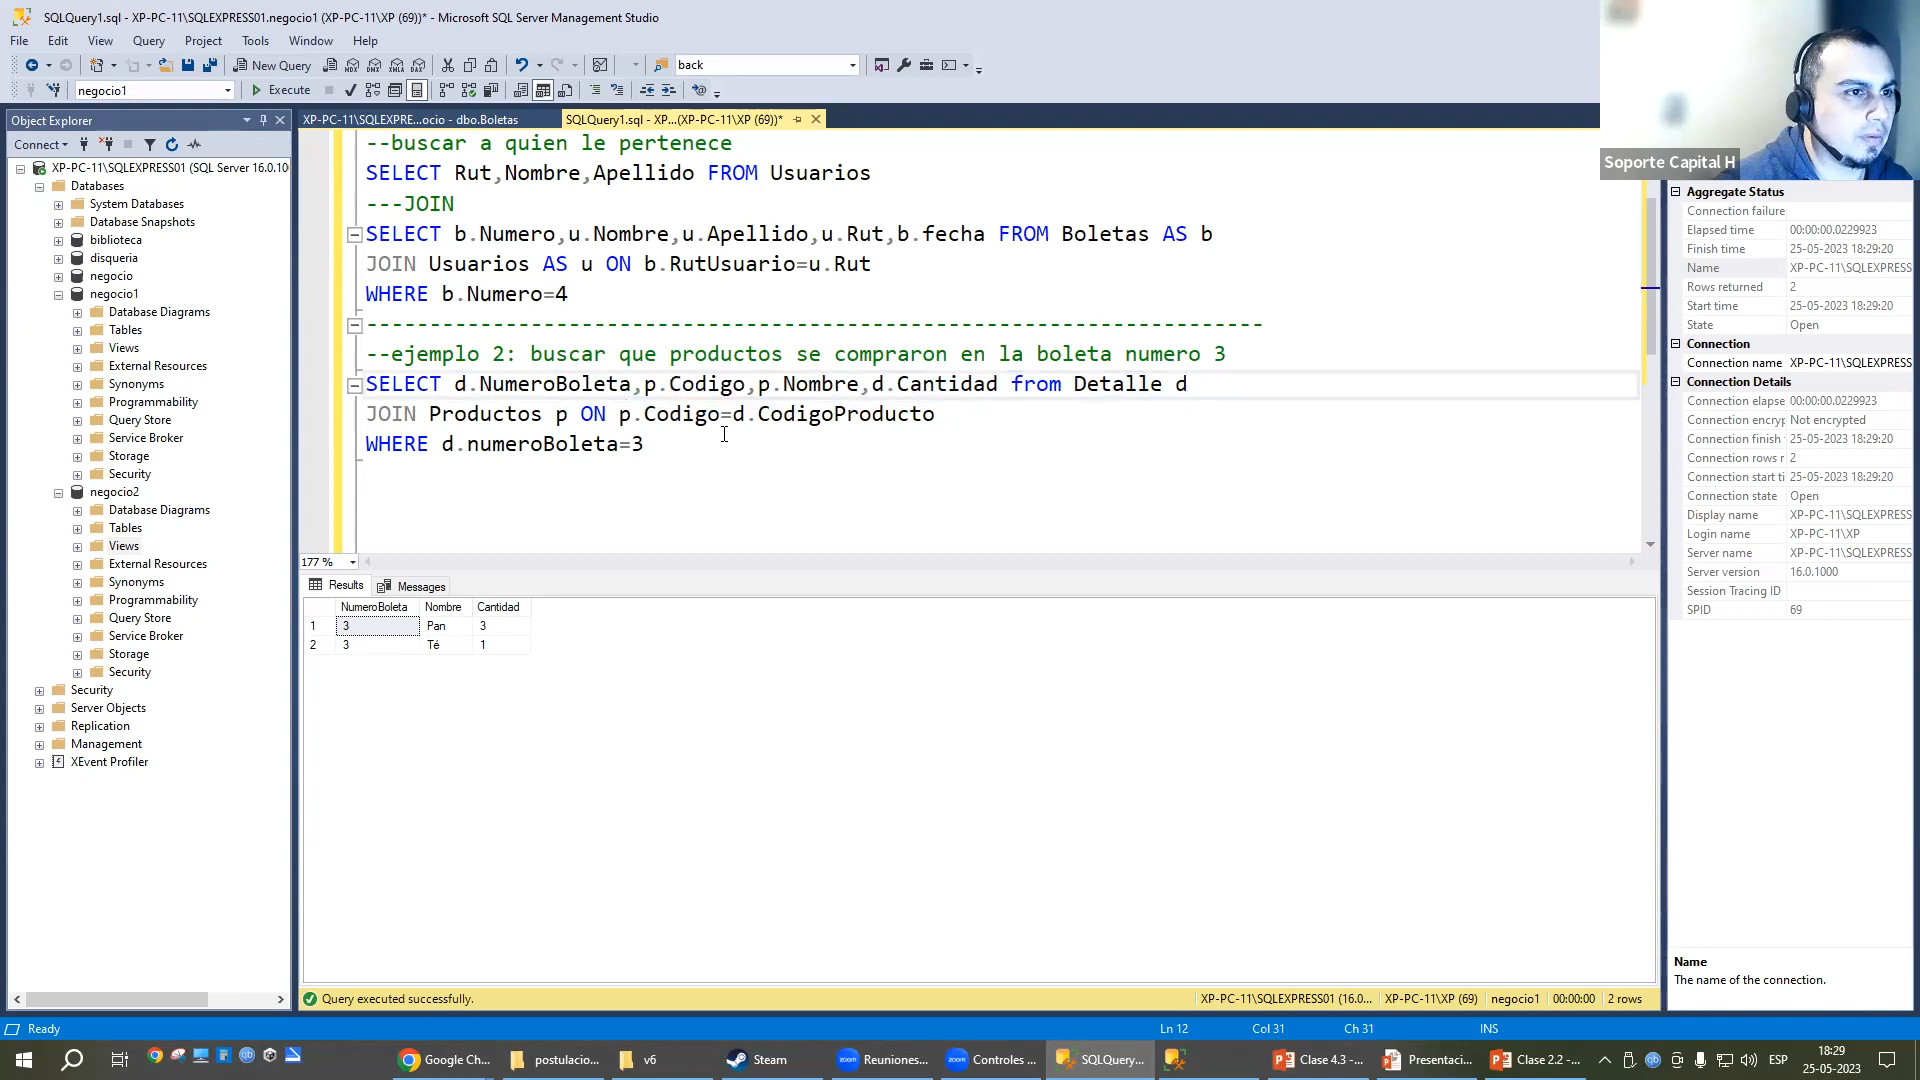 SQLQuery1.sql - XP-PC-11\SQLEXPRESS01.negocio1 (XP-PC-11\XP (69))* - Microsoft SQL Server Management Studio
File Edit View Query Project Tools Window Help
New Query
back
negocio1
Execute
Object Explorer
XP-PC-11\SQLEXPRE...ocio - dbo.Boletas
SQLQuery1.sql - XP...(XP-PC-11\XP (69))*
Connect
XP-PC-11\SQLEXPRESS01 (SQL Server 16.0.10
Databases
System Databases
Database Snapshots
biblioteca
disqueria
negocio
negocio1
Database Diagrams
Tables
Views
External Resources
Synonyms
Programmability
Query Store
Service Broker
Storage
Security
negocio2
Database Diagrams
Tables
Views
External Resources
Synonyms
Programmability
Query Store
Service Broker
Storage
Security
Security
Server Objects
Replication
Management
XEvent Profiler
--buscar a quien le pertenece
SELECT Rut,Nombre,Apellido FROM Usuarios
---JOIN
SELECT b.Numero,u.Nombre,u.Apellido,u.Rut,b.fecha FROM Boletas AS b
JOIN Usuarios AS u ON b.RutUsuario=u.Rut
WHERE b.Numero=4
-----------------------------------------------------------------------
--ejemplo 2: buscar que productos se compraron en la boleta numero 3
SELECT d.NumeroBoleta,p.Codigo,p.Nombre,d.Cantidad from Detalle d
JOIN Productos p ON p.Codigo=d.CodigoProducto
WHERE d.numeroBoleta=3
177 %
Results Messages
NumeroBoleta Nombre Cantidad
1 3 Pan 3
2 3 Té 1
Query executed successfully.
XP-PC-11\SQLEXPRESS01 (16.0... XP-PC-11\XP (69) negocio1 00:00:00 2 rows
Soporte Capital H
Aggregate Status
Connection failure
Elapsed time 00:00:00.0229923
Finish time 25-05-2023 18:29:20
Name XP-PC-11\SQLEXPRESS
Rows returned 2
Start time 25-05-2023 18:29:20
State Open
Connection
Connection name XP-PC-11\SQLEXPRESS
Connection Details
Connection elapse 00:00:00.0229923
Connection encryp Not encrypted
Connection finish 25-05-2023 18:29:20
Connection rows r 2
Connection start ti 25-05-2023 18:29:20
Connection state Open
Display name XP-PC-11\SQLEXPRESS
Login name XP-PC-11\XP
Server name XP-PC-11\SQLEXPRESS
Server version 16.0.1000
Session Tracing ID
SPID 69
Name
The name of the connection.
Ready
Ln 12 Col 31 Ch 31 INS
Google Ch... postulacio... v6 Steam Reuniones... Controles ... SQLQuery... Clase 4.3 -... Presentaci... Clase 2.2 -... ESP
18:29
25-05-2023